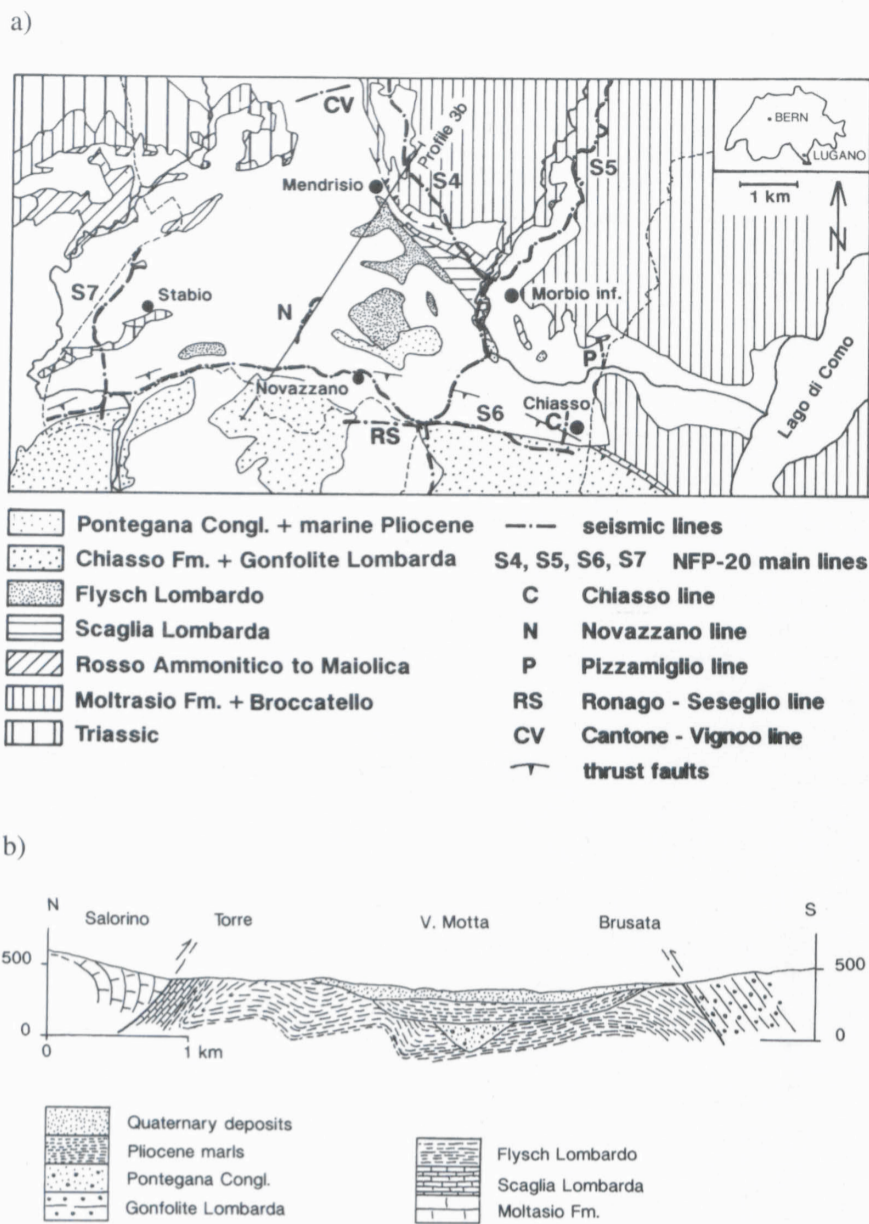 a)
CV
Profile 3b
BERN
LUGANO
S4
S5
1 km
Mendrisio
N
S7
Stabio
N
Morbio inf.
P
Novazzano
Chiasso
C
S6
RS
Lago di Como
Pontegana Congl. + marine Pliocene
Chiasso Fm. + Gonfolite Lombarda
Flysch Lombardo
Scaglia Lombarda
Rosso Ammonitico to Maiolica
Moltrasio Fm. + Broccatello
Triassic
seismic lines
S4, S5, S6, S7 NFP-20 main lines
C Chiasso line
N Novazzano line
P Pizzamiglio line
RS Ronago - Seseglio line
CV Cantone - Vignoo line
thrust faults
b)
N
S
Salorino
Torre
V. Motta
Brusata
500
500
0
0
0
1 km
Quaternary deposits
Pliocene marls
Pontegana Congl.
Gonfolite Lombarda
Flysch Lombardo
Scaglia Lombarda
Moltasio Fm.